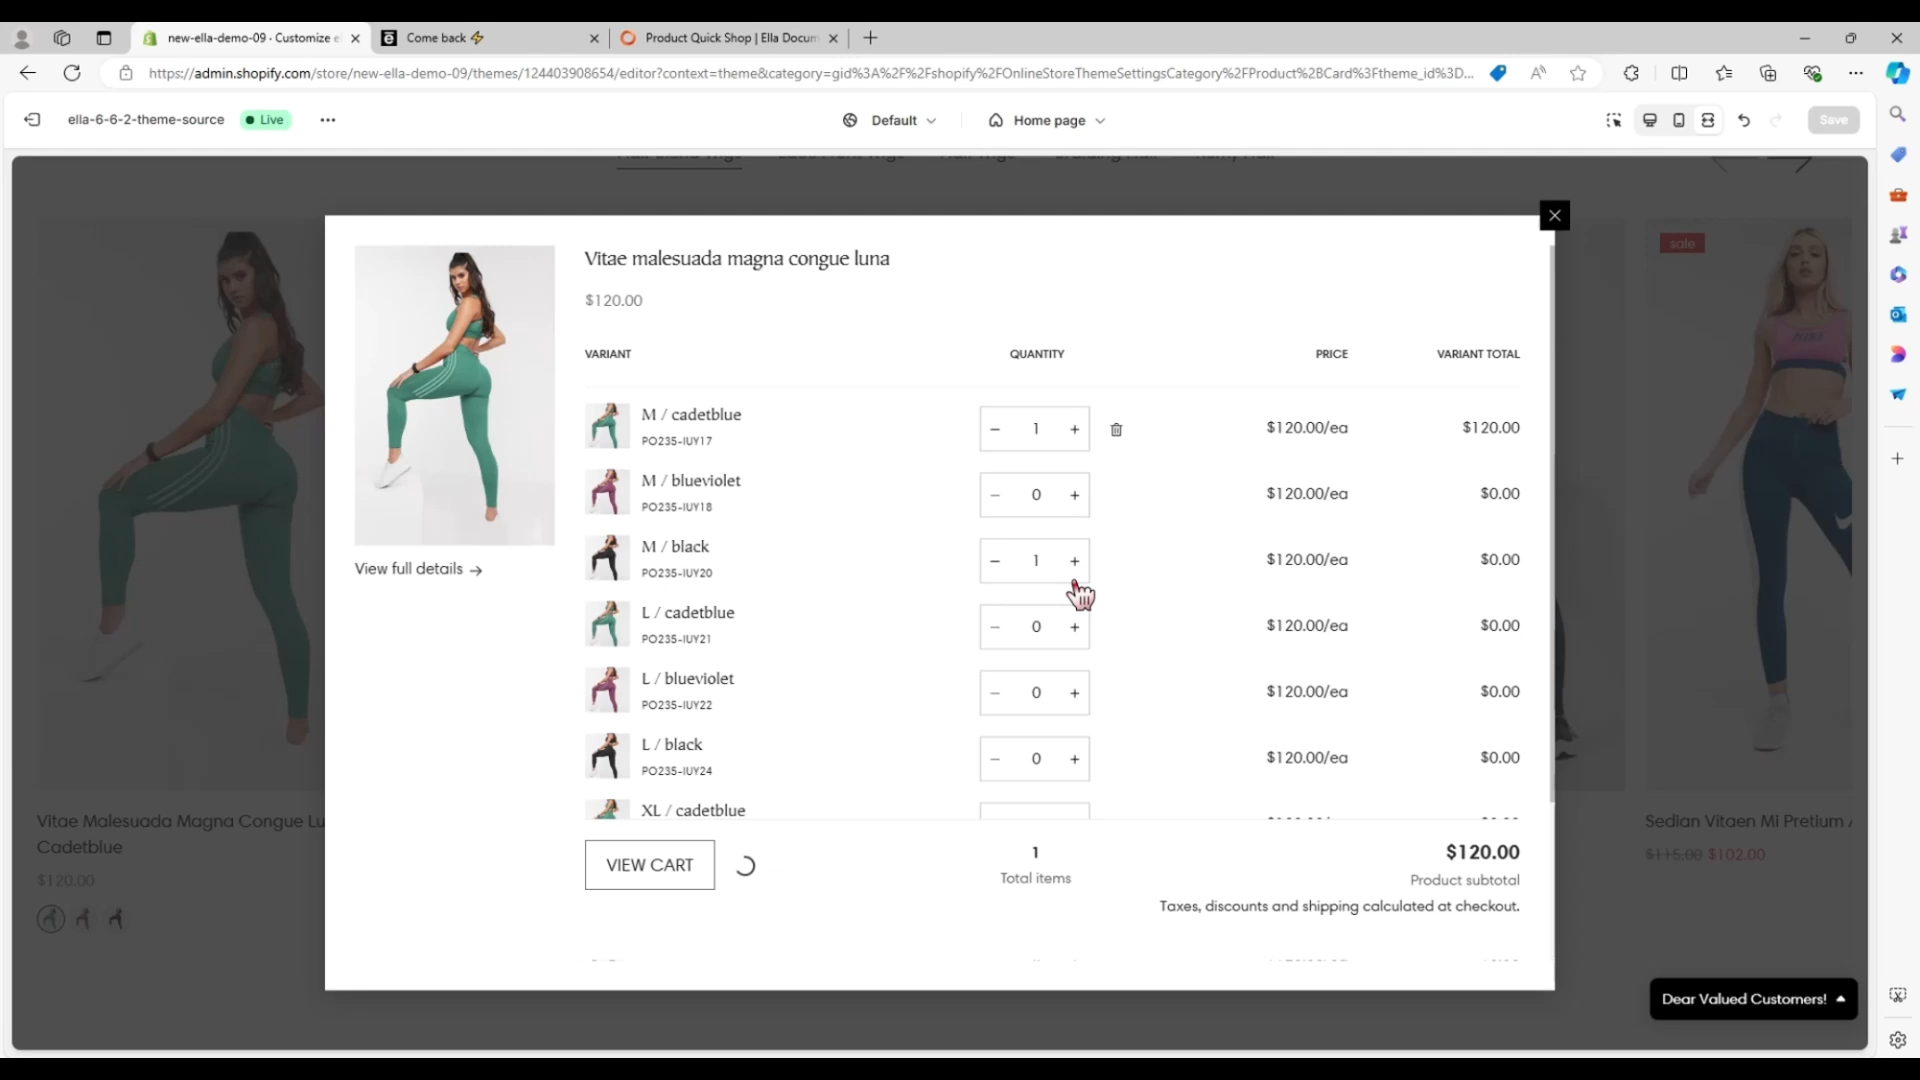 new-ella-demo-09 · Customize e
Come back ⚡
Product Quick Shop | Ella Docum
https://admin.shopify.com/store/new-ella-demo-09/themes/124403908654/editor?context=theme&category=gid%3A%2F%2Fshopify%2FOnlineStoreThemeSettingsCategory%2FProduct%2BCard%3Ftheme_id%3D...
ella-6-6-2-theme-source
Live
Default
Home page
Save
sale
Vitae malesuada magna congue luna
$120.00
VARIANT QUANTITY PRICE VARIANT TOTAL
M / cadetblue
PO235-IUY17
− 1 + $120.00/ea $120.00
M / blueviolet
PO235-IUY18
− 0 + $120.00/ea $0.00
M / black
PO235-IUY20
− 1 + $120.00/ea $0.00
View full details →
L / cadetblue
PO235-IUY21
− 0 + $120.00/ea $0.00
L / blueviolet
PO235-IUY22
− 0 + $120.00/ea $0.00
L / black
PO235-IUY24
− 0 + $120.00/ea $0.00
XL / cadetblue
VIEW CART
1
Total items
$120.00
Product subtotal
Taxes, discounts and shipping calculated at checkout.
Vitae Malesuada Magna Congue Lu
Cadetblue
$120.00
Sedian Vitaen Mi Pretium
$115.00 $102.00
Dear Valued Customers!